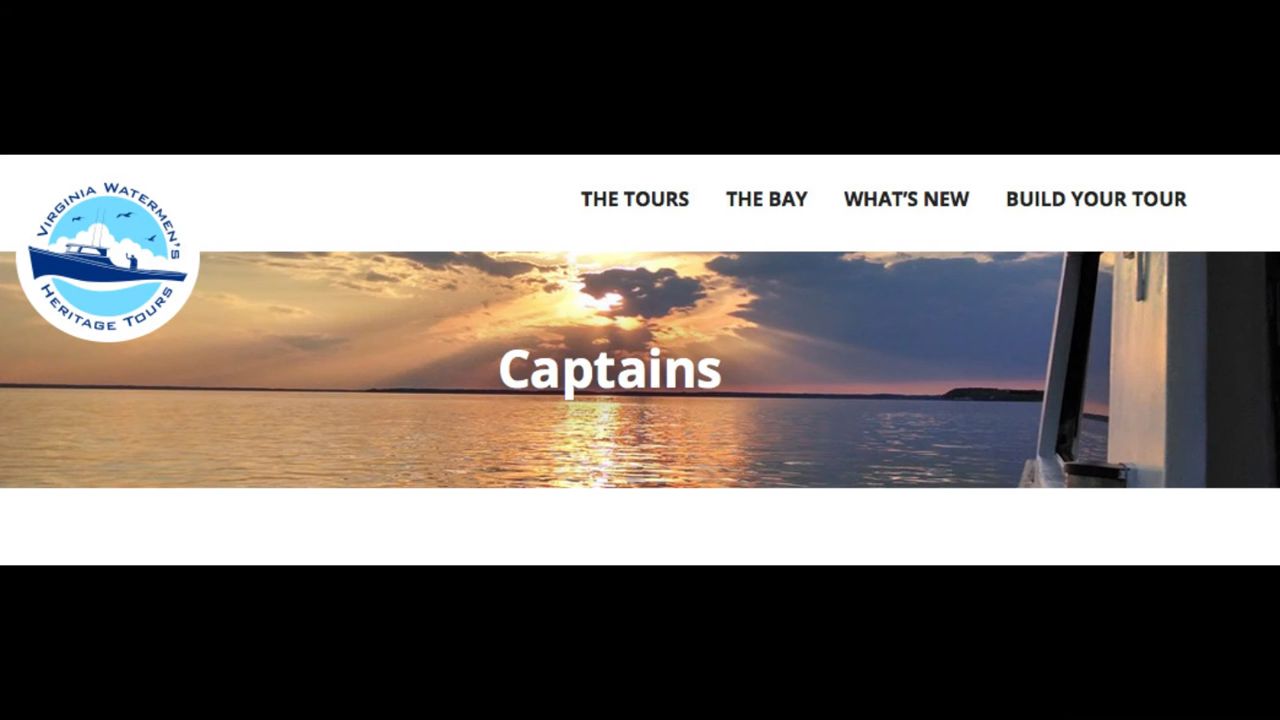 VIRGINIA WATERMEN'S
HERITAGE TOURS
THE TOURS THE BAY WHAT'S NEW BUILD YOUR TOUR
Captains